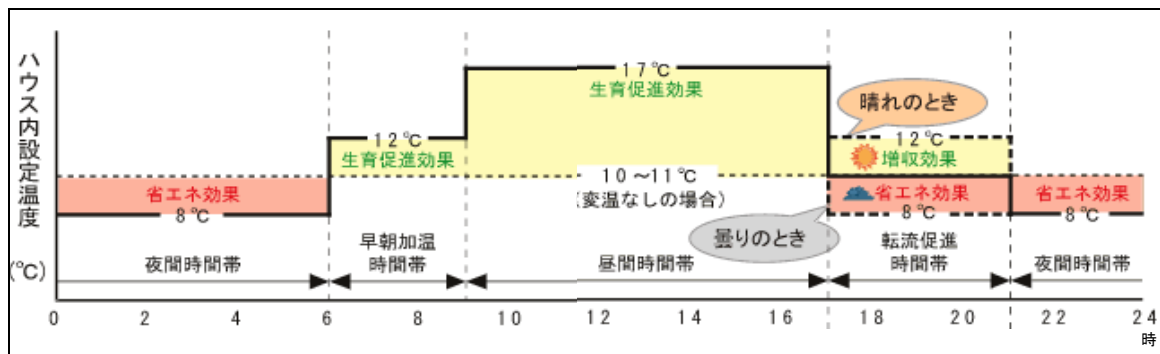 ハウス内設定温度
(℃)
17℃
生育促進効果
晴れのとき
12℃
生育促進効果
12℃
増収効果
10～11℃
(変温なしの場合)
省エネ効果
8℃
省エネ効果
8℃
省エネ効果
8℃
曇りのとき
夜間時間帯
早朝加温
時間帯
昼間時間帯
転流促進
時間帯
夜間時間帯
0 2 4 6 8 10 12 14 16 18 20 22 24
時